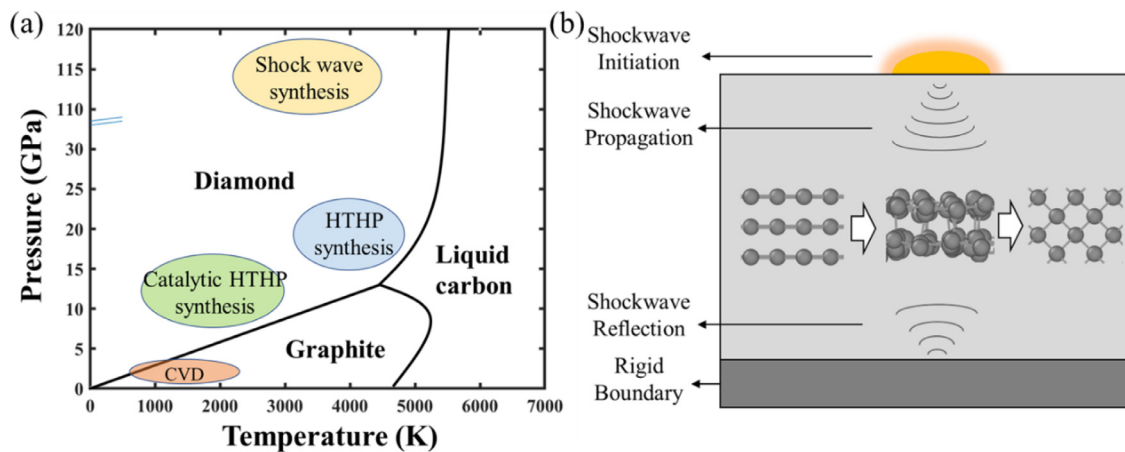 (a)
Pressure (GPa)
120
115
110
30
25
20
15
10
5
0
Shock wave
synthesis
Diamond
HTHP
synthesis
Catalytic HTHP
synthesis
Liquid
carbon
Graphite
CVD
0 1000 2000 3000 4000 5000 6000 7000
Temperature (K)
(b)
Shockwave
Initiation
Shockwave
Propagation
Shockwave
Reflection
Rigid
Boundary